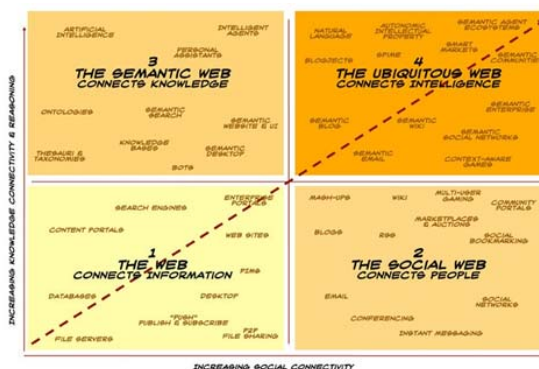 INCREASING KNOWLEDGE CONNECTIVITY & REASONING
ARTIFICIAL
INTELLIGENCE
INTELLIGENT
AGENTS
PERSONAL
ASSISTANTS
3
THE SEMANTIC WEB
CONNECTS KNOWLEDGE
ONTOLOGIES
SEMANTIC
SEARCH
SEMANTIC
WEBSITE & UI
THESAURI &
TAXONOMIES
KNOWLEDGE
BASES
SEMANTIC
DESKTOP
BOTS
NATURAL
LANGUAGE
AUTONOMIC
INTELLECTUAL
PROPERTY
SEMANTIC AGENT
ECOSYSTEMS
BLOGJECTS
SPIME
SMART
MARKETS
SEMANTIC
COMMUNITIES
4
THE UBIQUITOUS WEB
CONNECTS INTELLIGENCE
SEMANTIC
BLOG
SEMANTIC
WIKI
SEMANTIC
ENTERPRISE
SEMANTIC
SOCIAL NETWORKS
SEMANTIC
EMAIL
CONTEXT-AWARE
GAMES
SEARCH ENGINES
ENTERPRISE
PORTALS
CONTENT PORTALS
WEB SITES
1
THE WEB
CONNECTS INFORMATION
PIMS
DATABASES
DESKTOP
"PUSH"
PUBLISH & SUBSCRIBE
FILE SERVERS
P2P
FILE SHARING
MASH-UPS
WIKI
MULTI-USER
GAMING
COMMUNITY
PORTALS
MARKETPLACES
& AUCTIONS
BLOGS
RSS
SOCIAL
BOOKMARKING
2
THE SOCIAL WEB
CONNECTS PEOPLE
EMAIL
SOCIAL
NETWORKS
CONFERENCING
INSTANT MESSAGING
INCREASING SOCIAL CONNECTIVITY